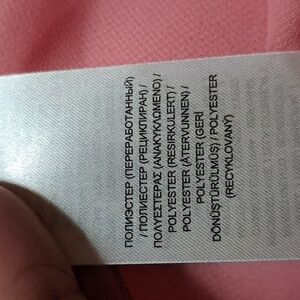 ПОЛИЭСТЕР (ПЕРЕРАБОТАННЫЙ)
/ ПОЛИЕСТЕР (РЕЦИКЛИРАН) /
ΠΟΛΥΕΣΤΕΡΑΣ (ΑΝΑΚΥΚΛΩΜΕΝΟ) /
POLYESTER (RESIRKULERT) /
POLYESTER (ÅTERVUNNEN) /
POLYESTER (GERİ
DÖNÜŞTÜRÜLMÜŞ) / POLYESTER
(RECYKLOVANÝ)